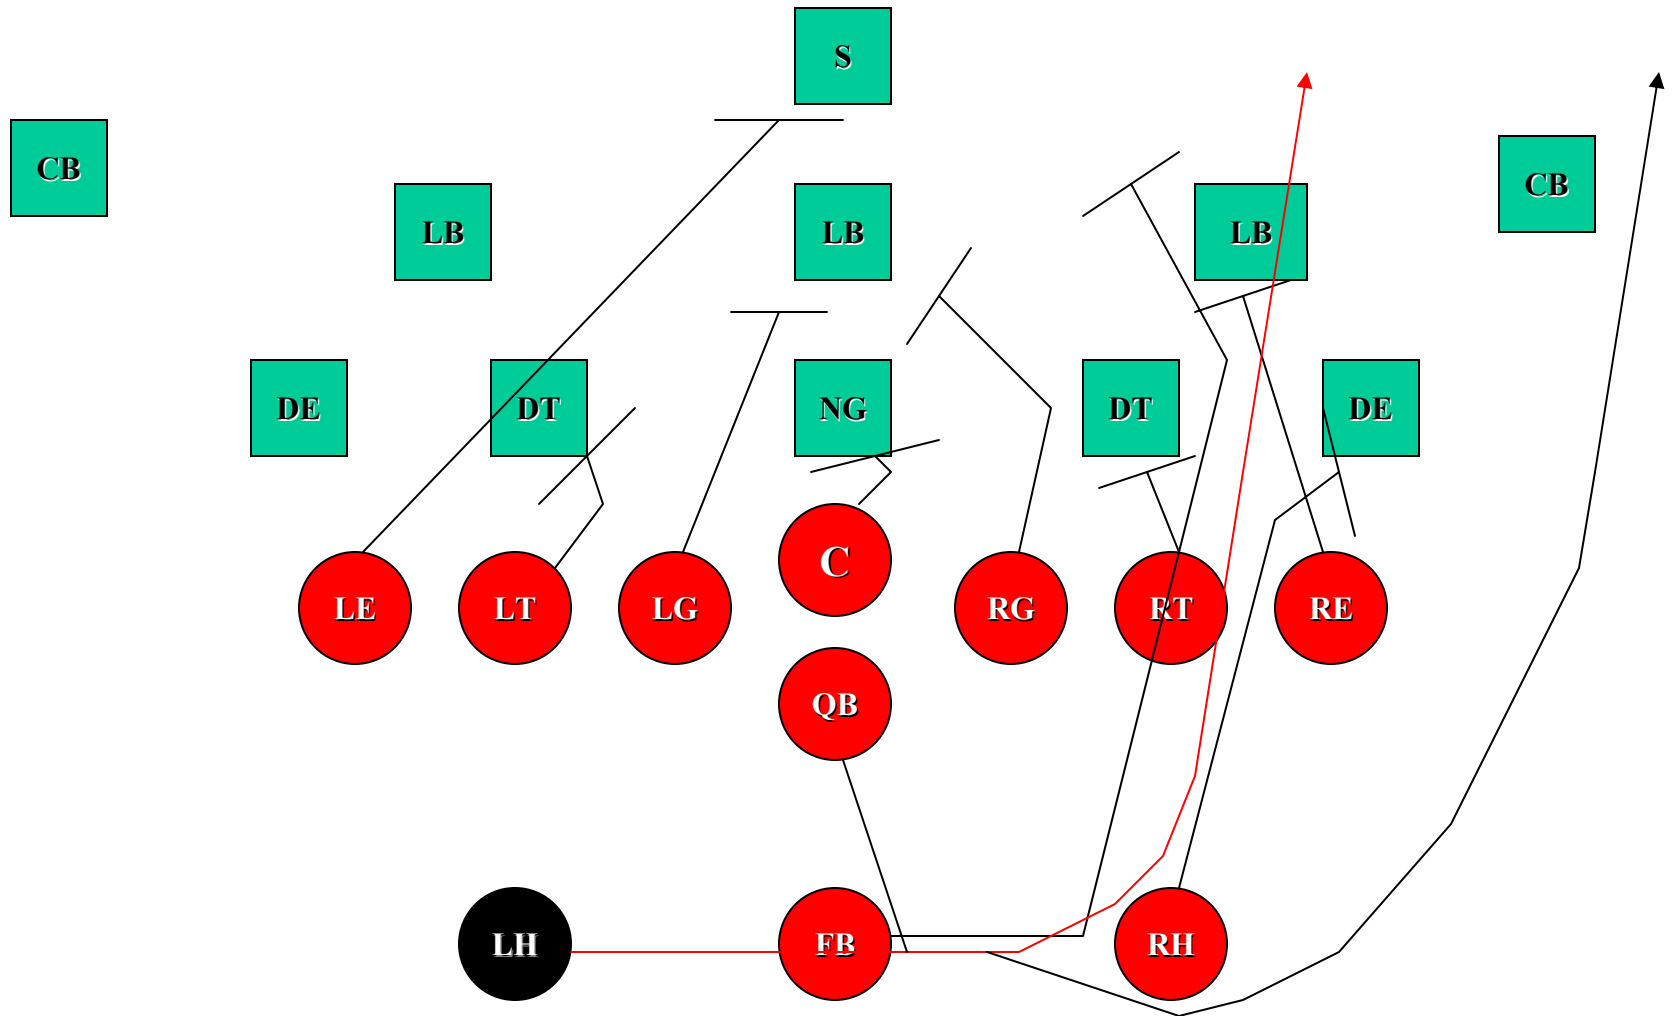 S
CB
CB
LB
LB
LB
DE
DT
NG
DT
DE
C
LE
LT
LG
RG
RT
RE
QB
LH
FB
RH